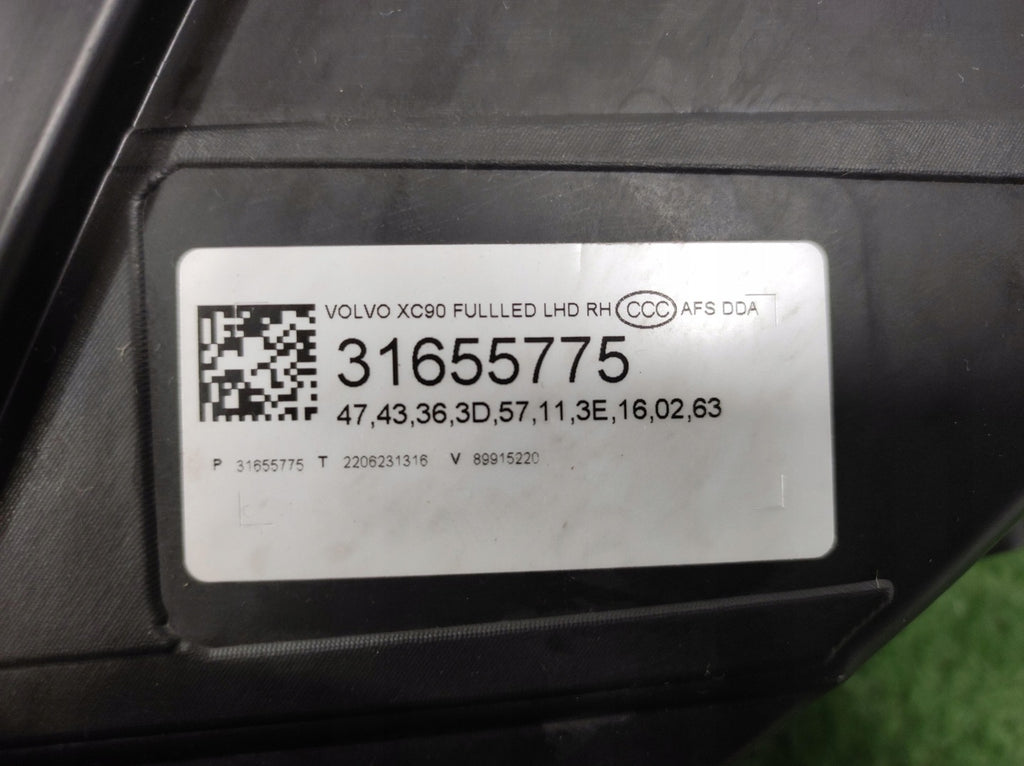 VOLVO XC90 FULLLED LHD RH CCC AFS DDA
31655775
47,43,36,3D,57,11,3E,16,02,63
P 31655775 T 2206231316 V 89915220